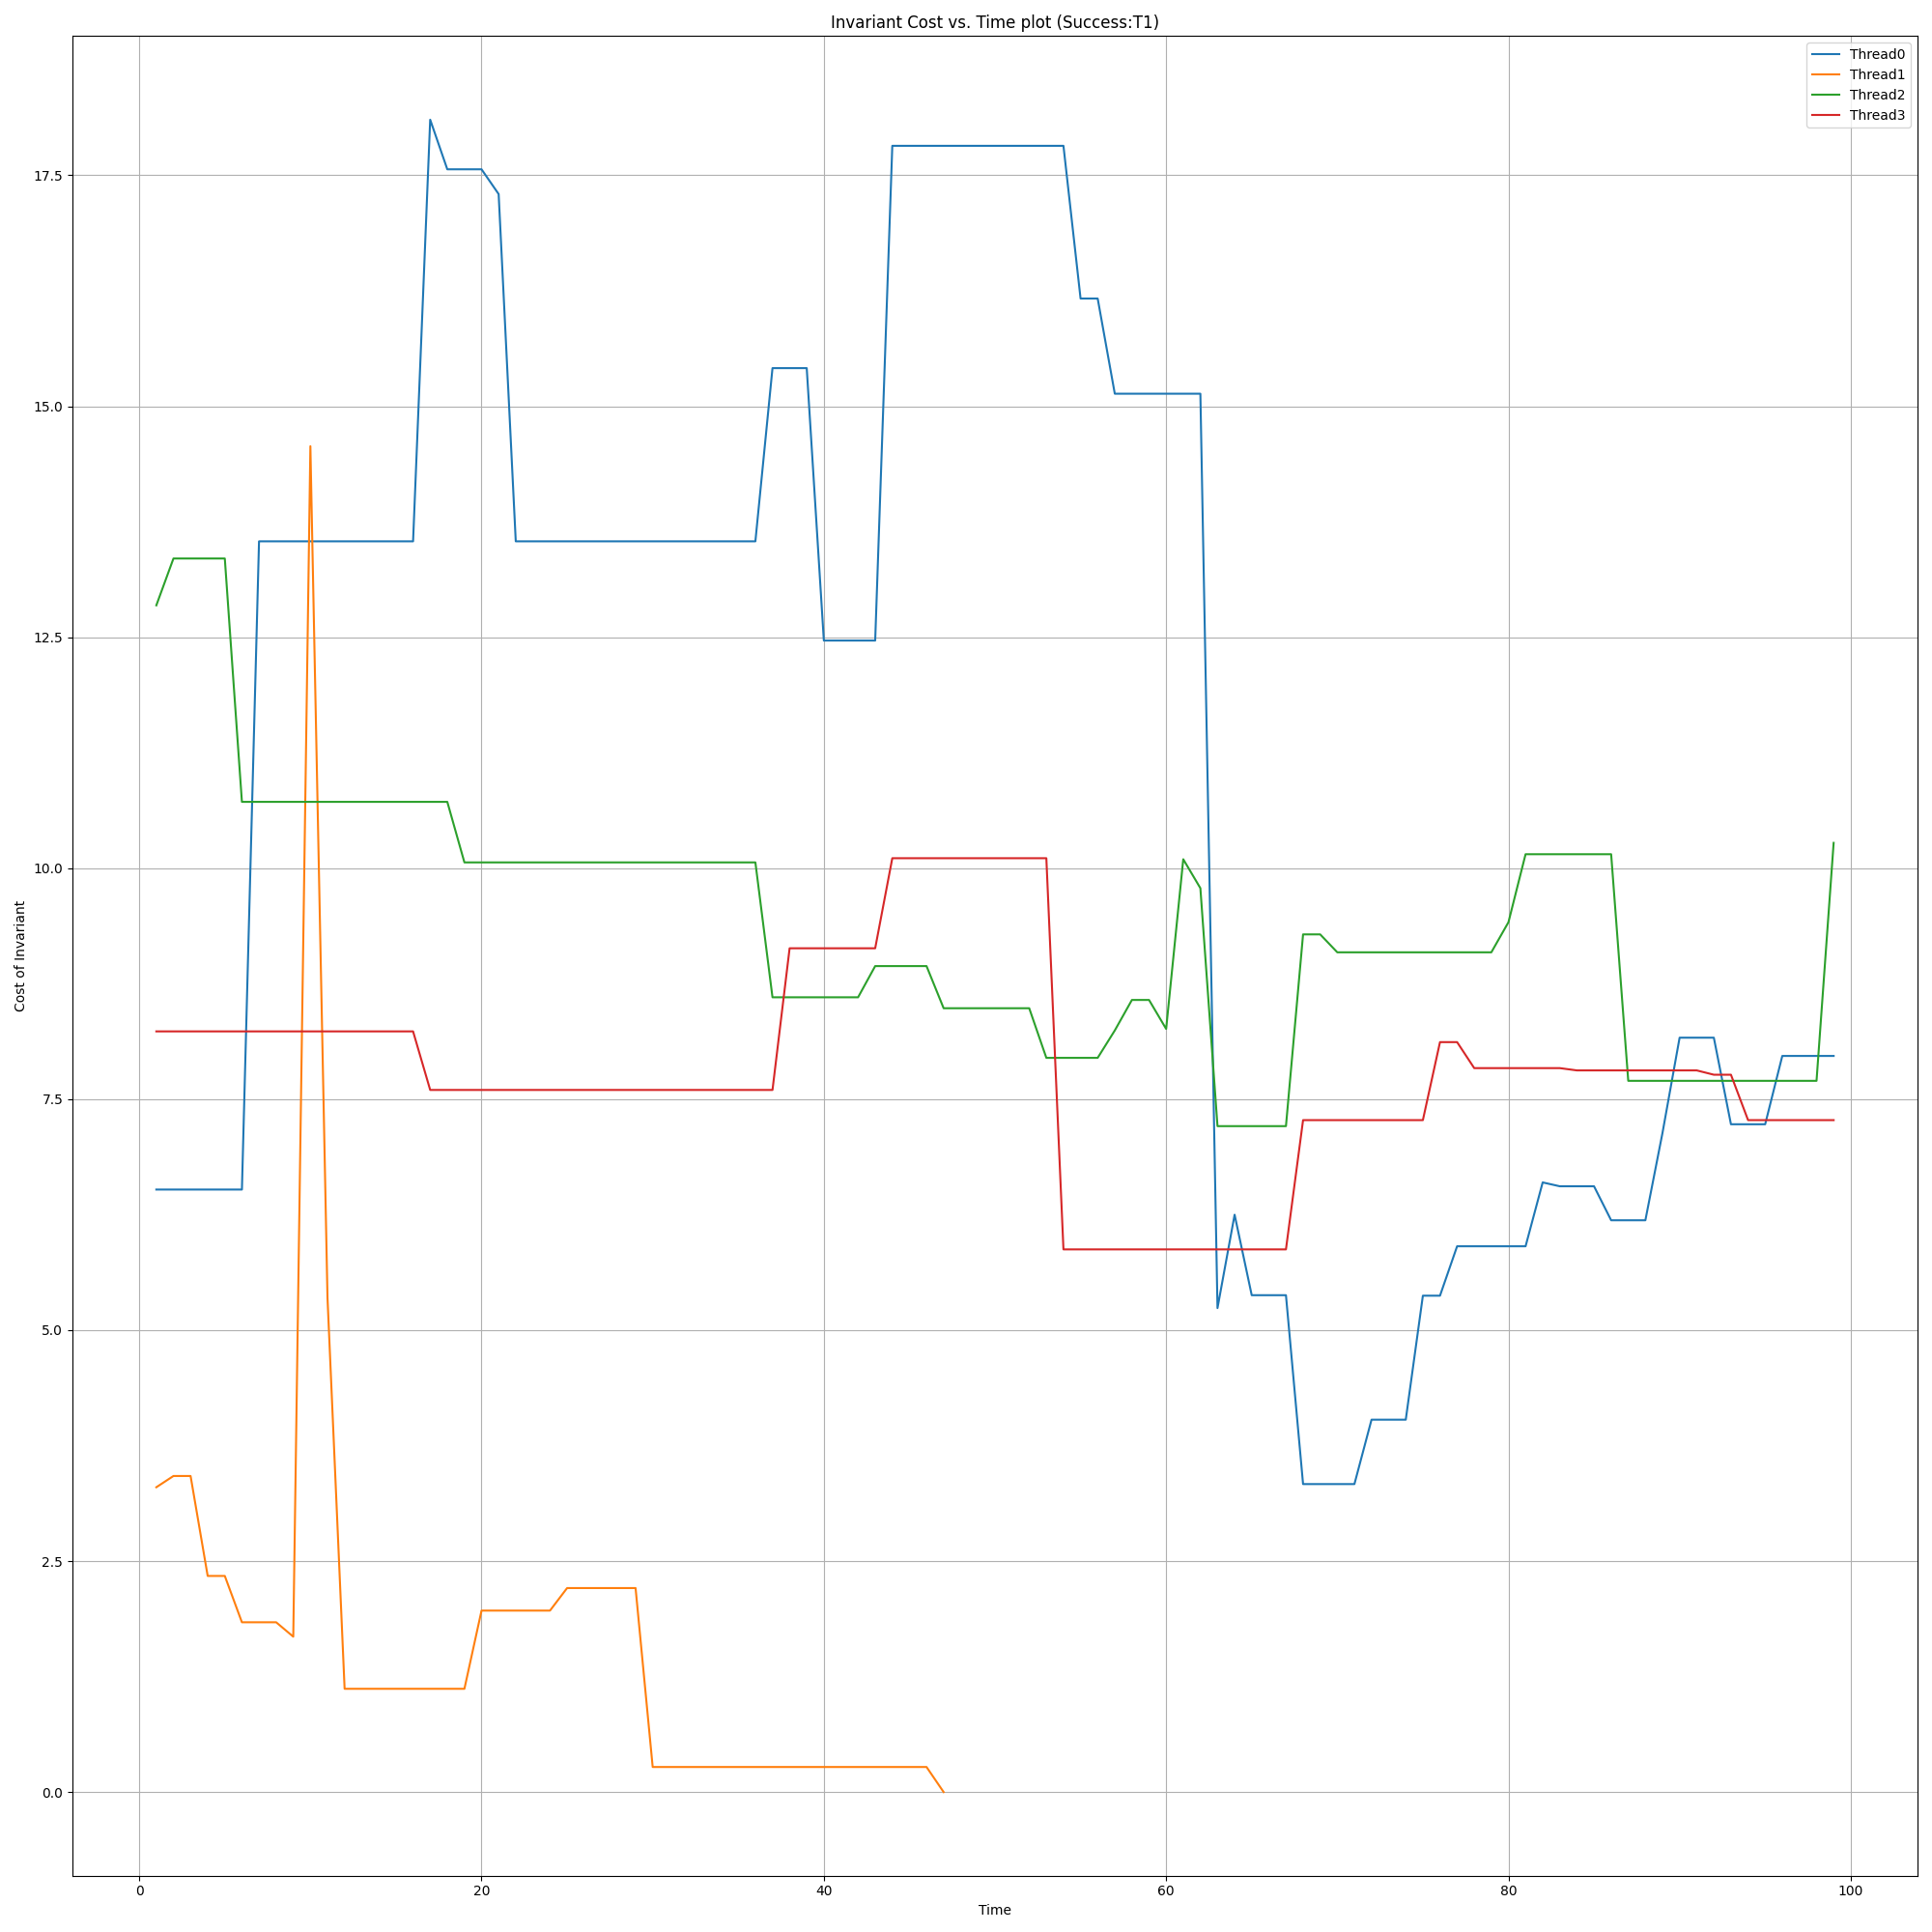 Invariant Cost vs. Time plot (Success:T1)
Thread0
Thread1
Thread2
Thread3
17.5
15.0
12.5
10.0
7.5
5.0
2.5
0.0
Cost of Invariant
0 20 40 60 80 100
Time